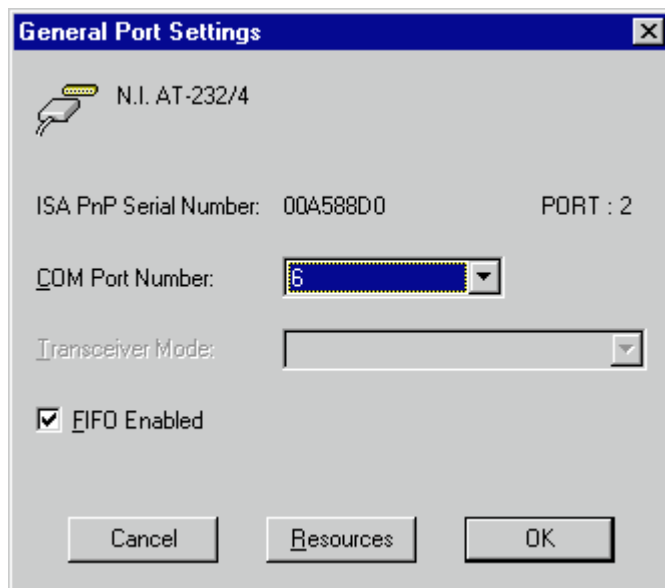 General Port Settings
N.I. AT-232/4
ISA PnP Serial Number: 00A588D0 PORT : 2
COM Port Number: 6
Transceiver Mode:
FIFO Enabled
Cancel Resources OK